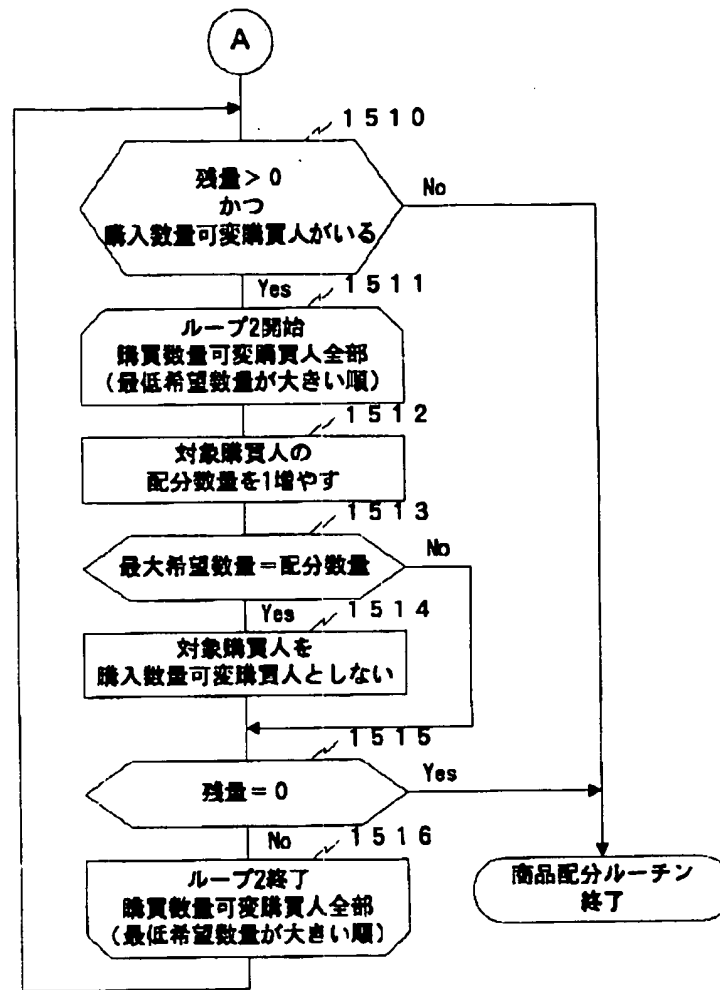 A
1510
残量>0
かつ
購入数量可変購買人がいる
No
Yes
1511
ループ2開始
購買数量可変購買人全部
(最低希望数量が大きい順)
1512
対象購買人の
配分数量を1増やす
1513
最大希望数量=配分数量
No
Yes
1514
対象購買人を
購入数量可変購買人としない
1515
残量=0
Yes
No
1516
ループ2終了
購買数量可変購買人全部
(最低希望数量が大きい順)
商品配分ルーチン
終了